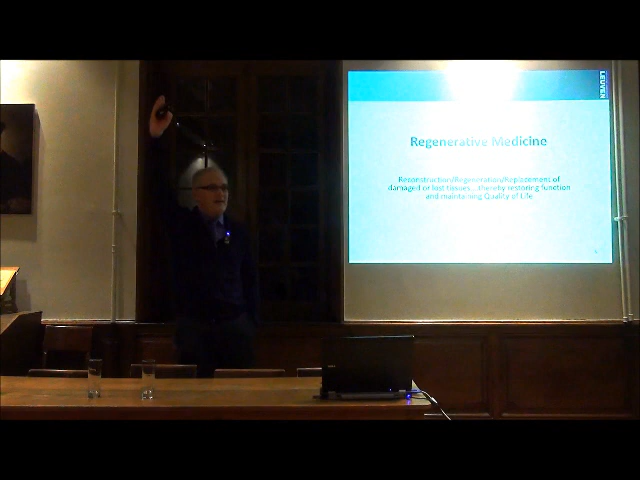 LEUVEN
Regenerative Medicine
Reconstruction/Regeneration/Replacement of
damaged or lost tissues... thereby restoring function
and maintaining Quality of Life.